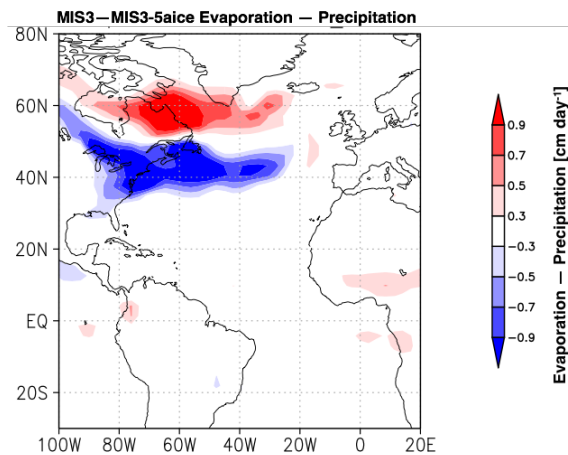 MIS3—MIS3-5aice Evaporation — Precipitation
80N
60N
40N
20N
EQ
20S
100W 80W 60W 40W 20W 0 20E
0.9
0.7
0.5
0.3
−0.3
−0.5
−0.7
−0.9
Evaporation — Precipitation [cm day⁻¹]